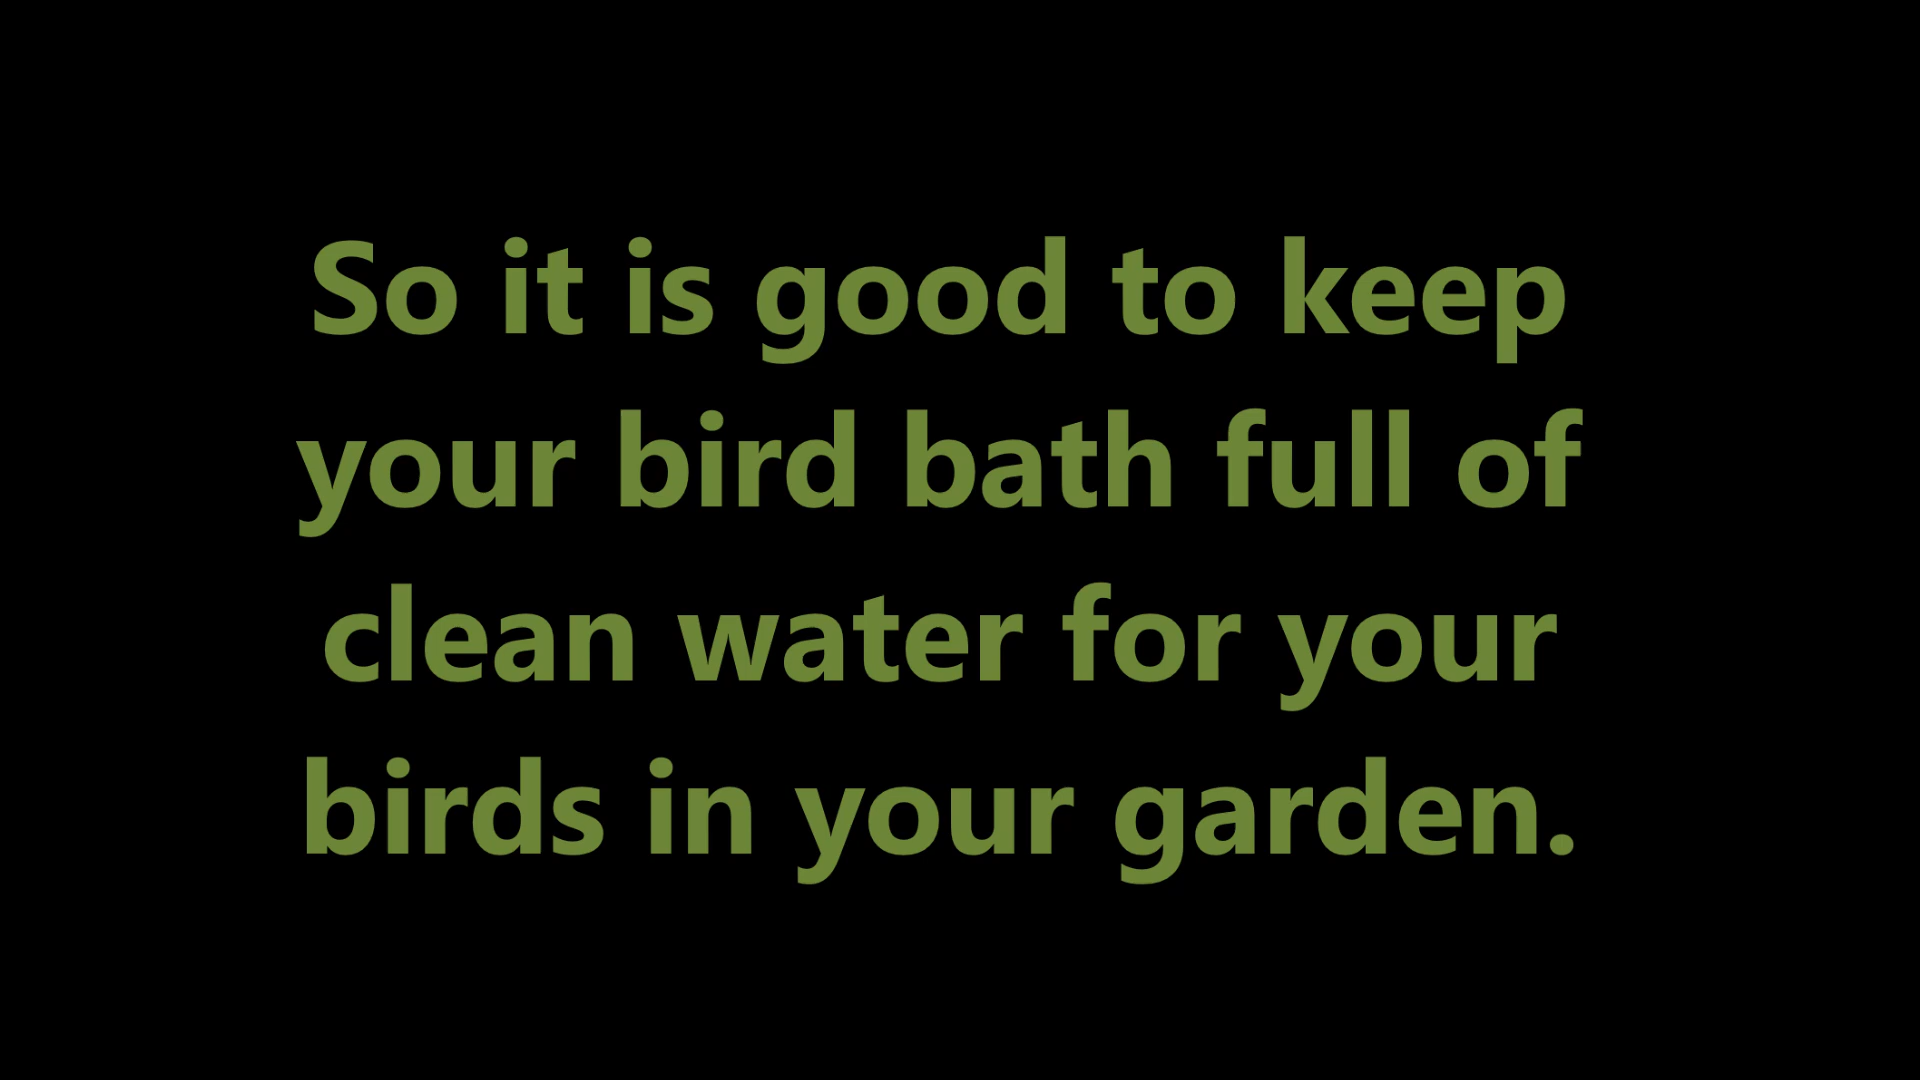 So it is good to keep
your bird bath full of
clean water for your
birds in your garden.